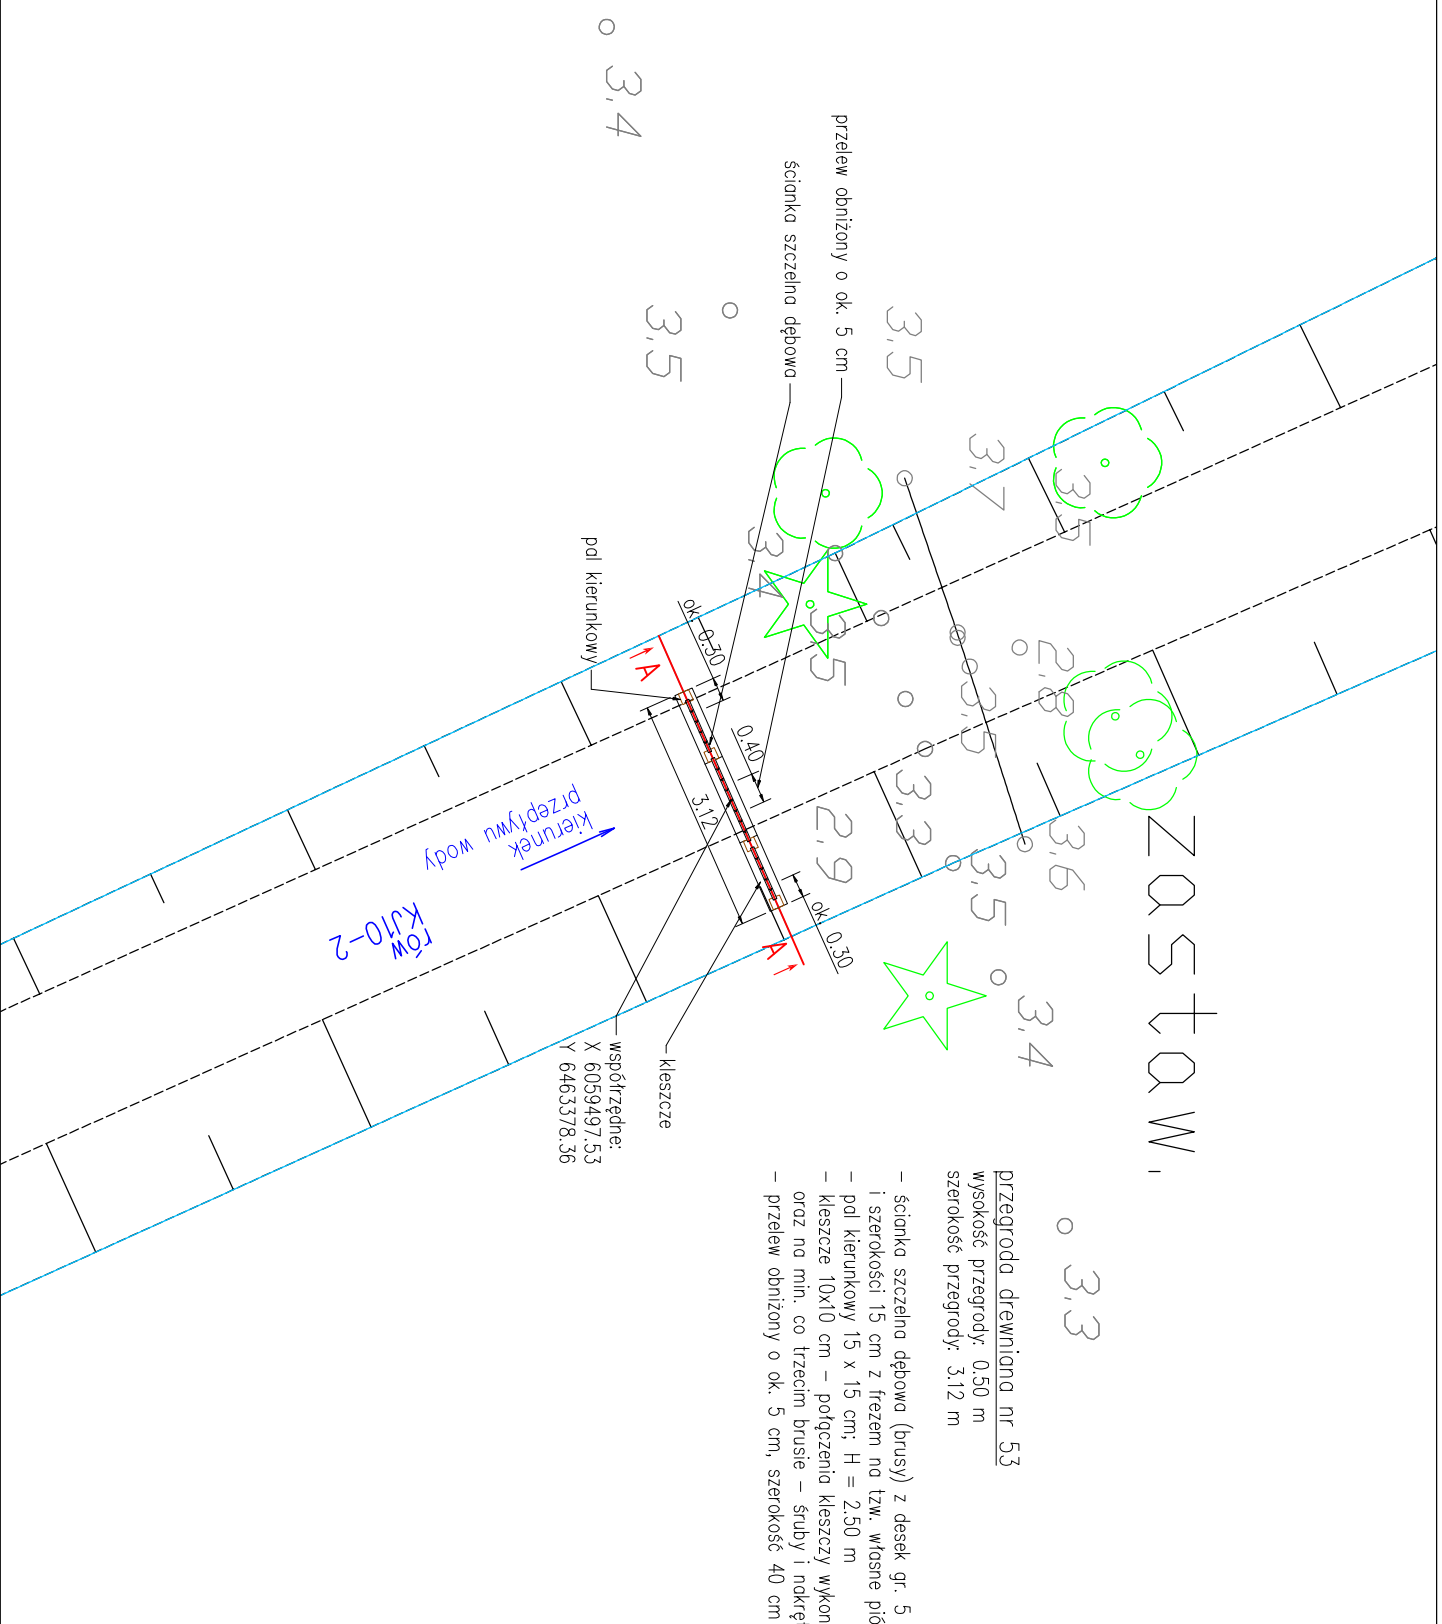 przelew obniżony o ok. 5 cm
ścianka szczelna dębowa
pal kierunkowy
ok. 0.30
0.40
3.12
ok. 0.30
A
A
kierunek
przepływu wody
rów
KJ10-2
kleszcze
współrzędne:
X 6059497.53
Y 6463378.36
Zastaw.
przegroda drewniana nr 53
wysokość przegrody: 0.50 m
szerokość przegrody: 3.12 m
- ścianka szczelna dębowa (brusy) z desek gr. 5
i szerokości 15 cm z frezem na tzw. własne pió
- pal kierunkowy 15 x 15 cm; H = 2.50 m
- kleszcze 10x10 cm - połączenia kleszczy wykon
oraz na min. co trzecim brusie - śruby i nakręt
- przelew obniżony o ok. 5 cm, szerokość 40 cm
3.4
3.5
3.5
3.7
3.5
3.4
3.5
2.8
3.5
3.3
2.9
3.6
3.5
3.4
3.3